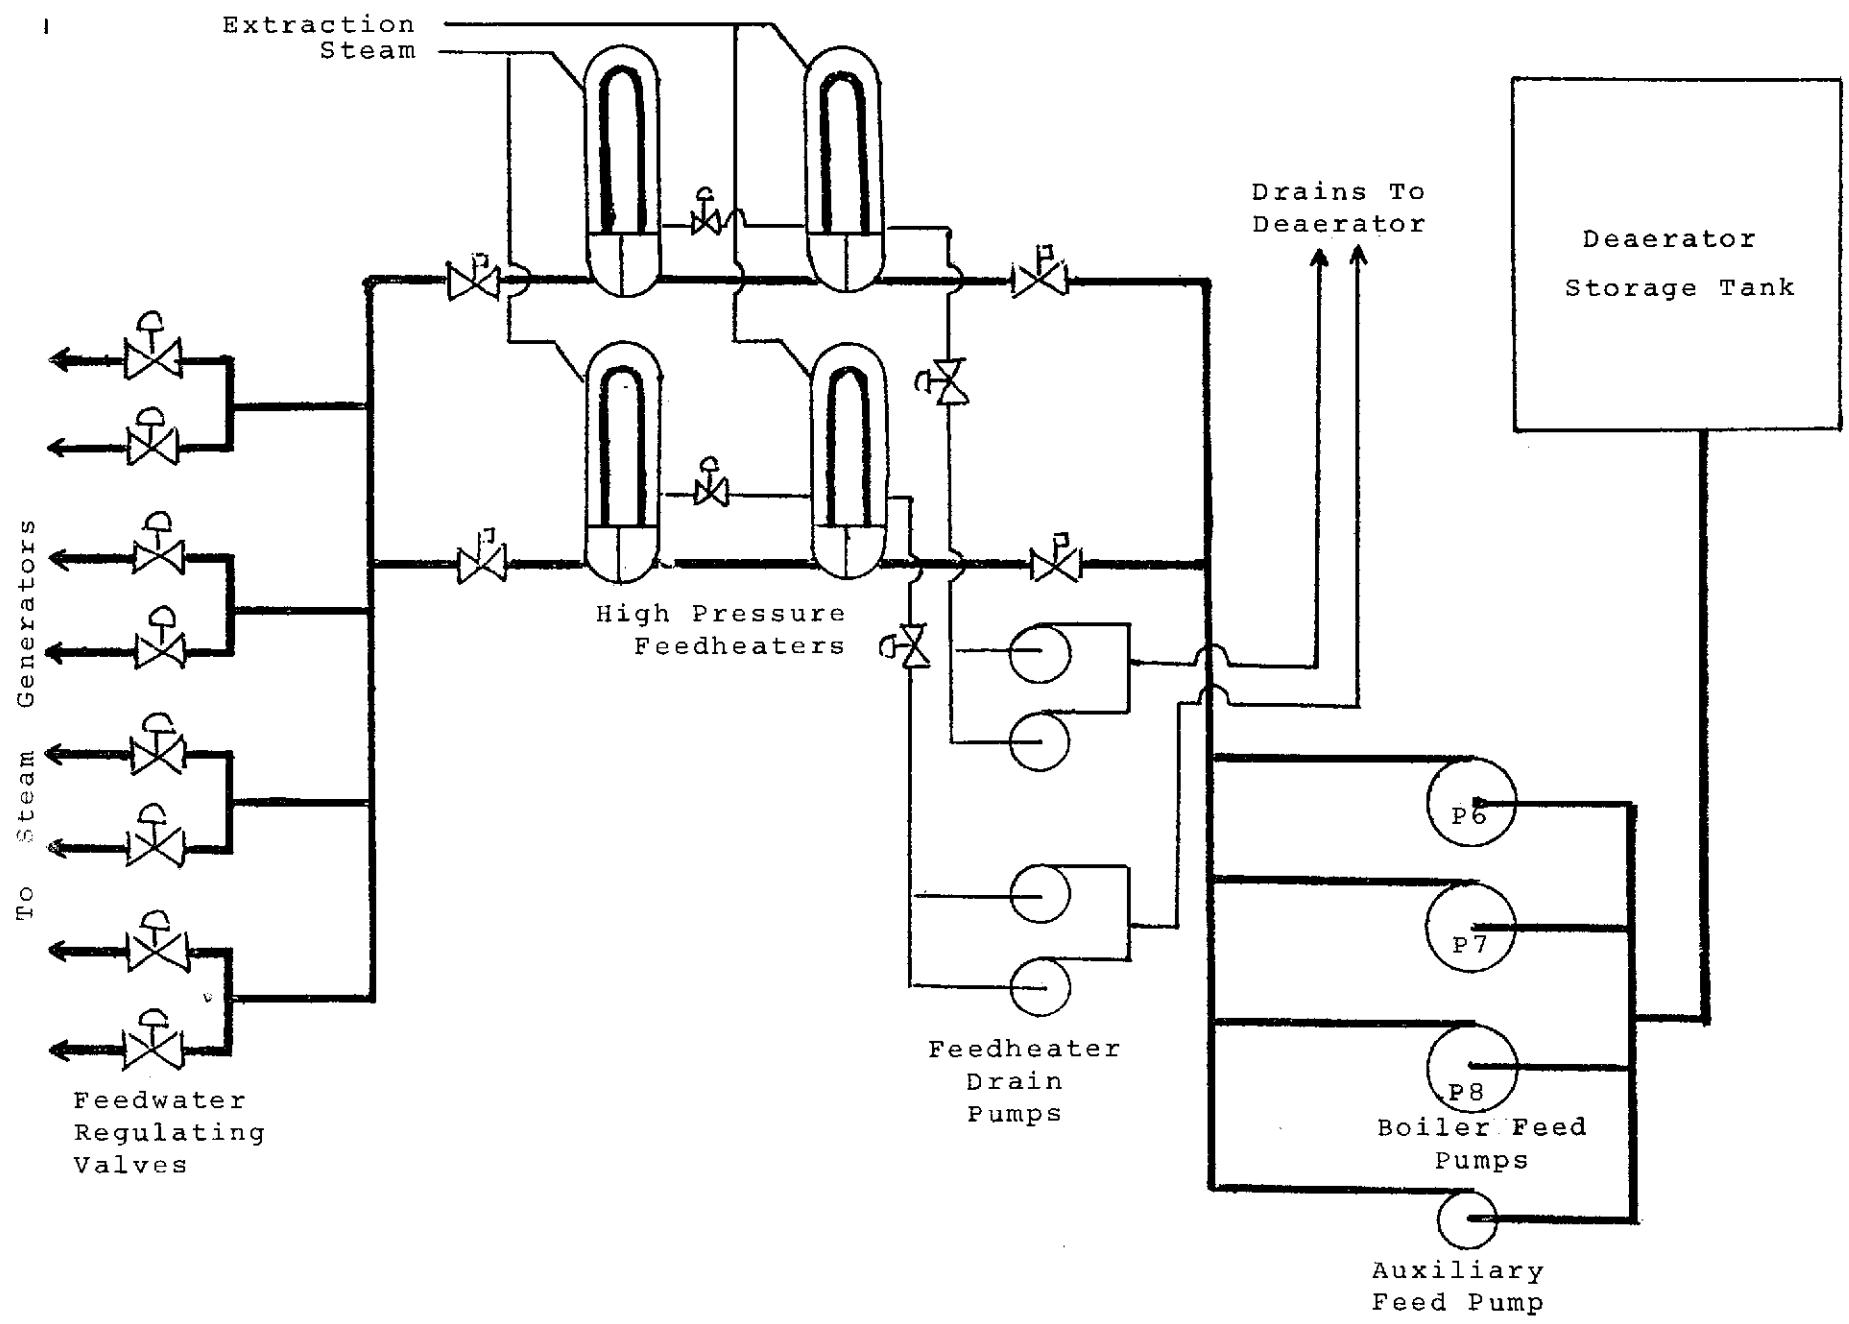 Extraction
Steam
Drains To
Deaerator
Deaerator
Storage Tank
To Steam Generators
High Pressure
Feedheaters
P6
P7
P8
Boiler Feed
Pumps
Feedheater
Drain
Pumps
Feedwater
Regulating
Valves
Auxiliary
Feed Pump